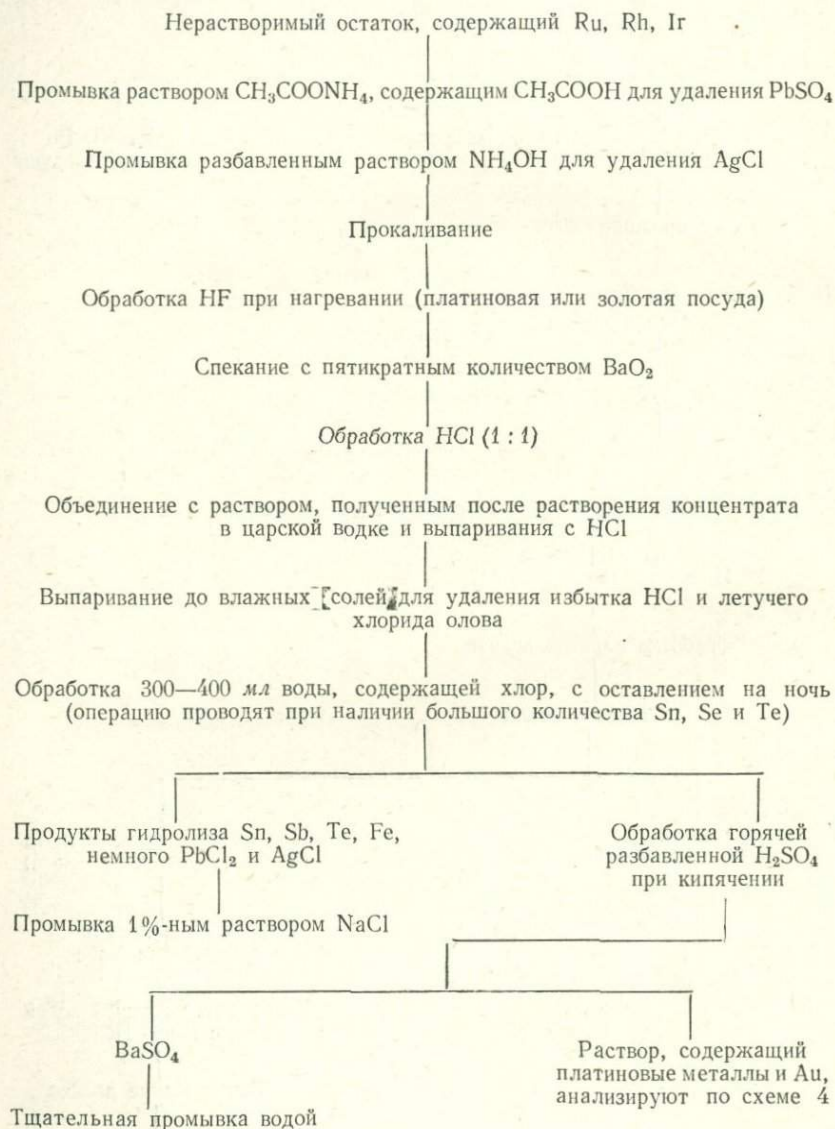 Нерастворимый остаток, содержащий Ru, Rh, Ir
Промывка раствором CH₃COONH₄, содержащим CH₃COOH для удаления PbSO₄
Промывка разбавленным раствором NH₄OH для удаления AgCl
Прокаливание
Обработка HF при нагревании (платиновая или золотая посуда)
Спекание с пятикратным количеством BaO₂
Обработка HCl (1 : 1)
Объединение с раствором, полученным после растворения концентрата
в царской водке и выпаривания с HCl
Выпаривание до влажных [солей] для удаления избытка HCl и летучего
хлорида олова
Обработка 300—400 мл воды, содержащей хлор, с оставлением на ночь
(операцию проводят при наличии большого количества Sn, Se и Te)
Продукты гидролиза Sn, Sb, Te, Fe,
немного PbCl₂ и AgCl
Промывка 1%-ным раствором NaCl
Обработка горячей
разбавленной H₂SO₄
при кипячении
BaSO₄
Тщательная промывка водой
Раствор, содержащий
платиновые металлы и Au,
анализируют по схеме 4